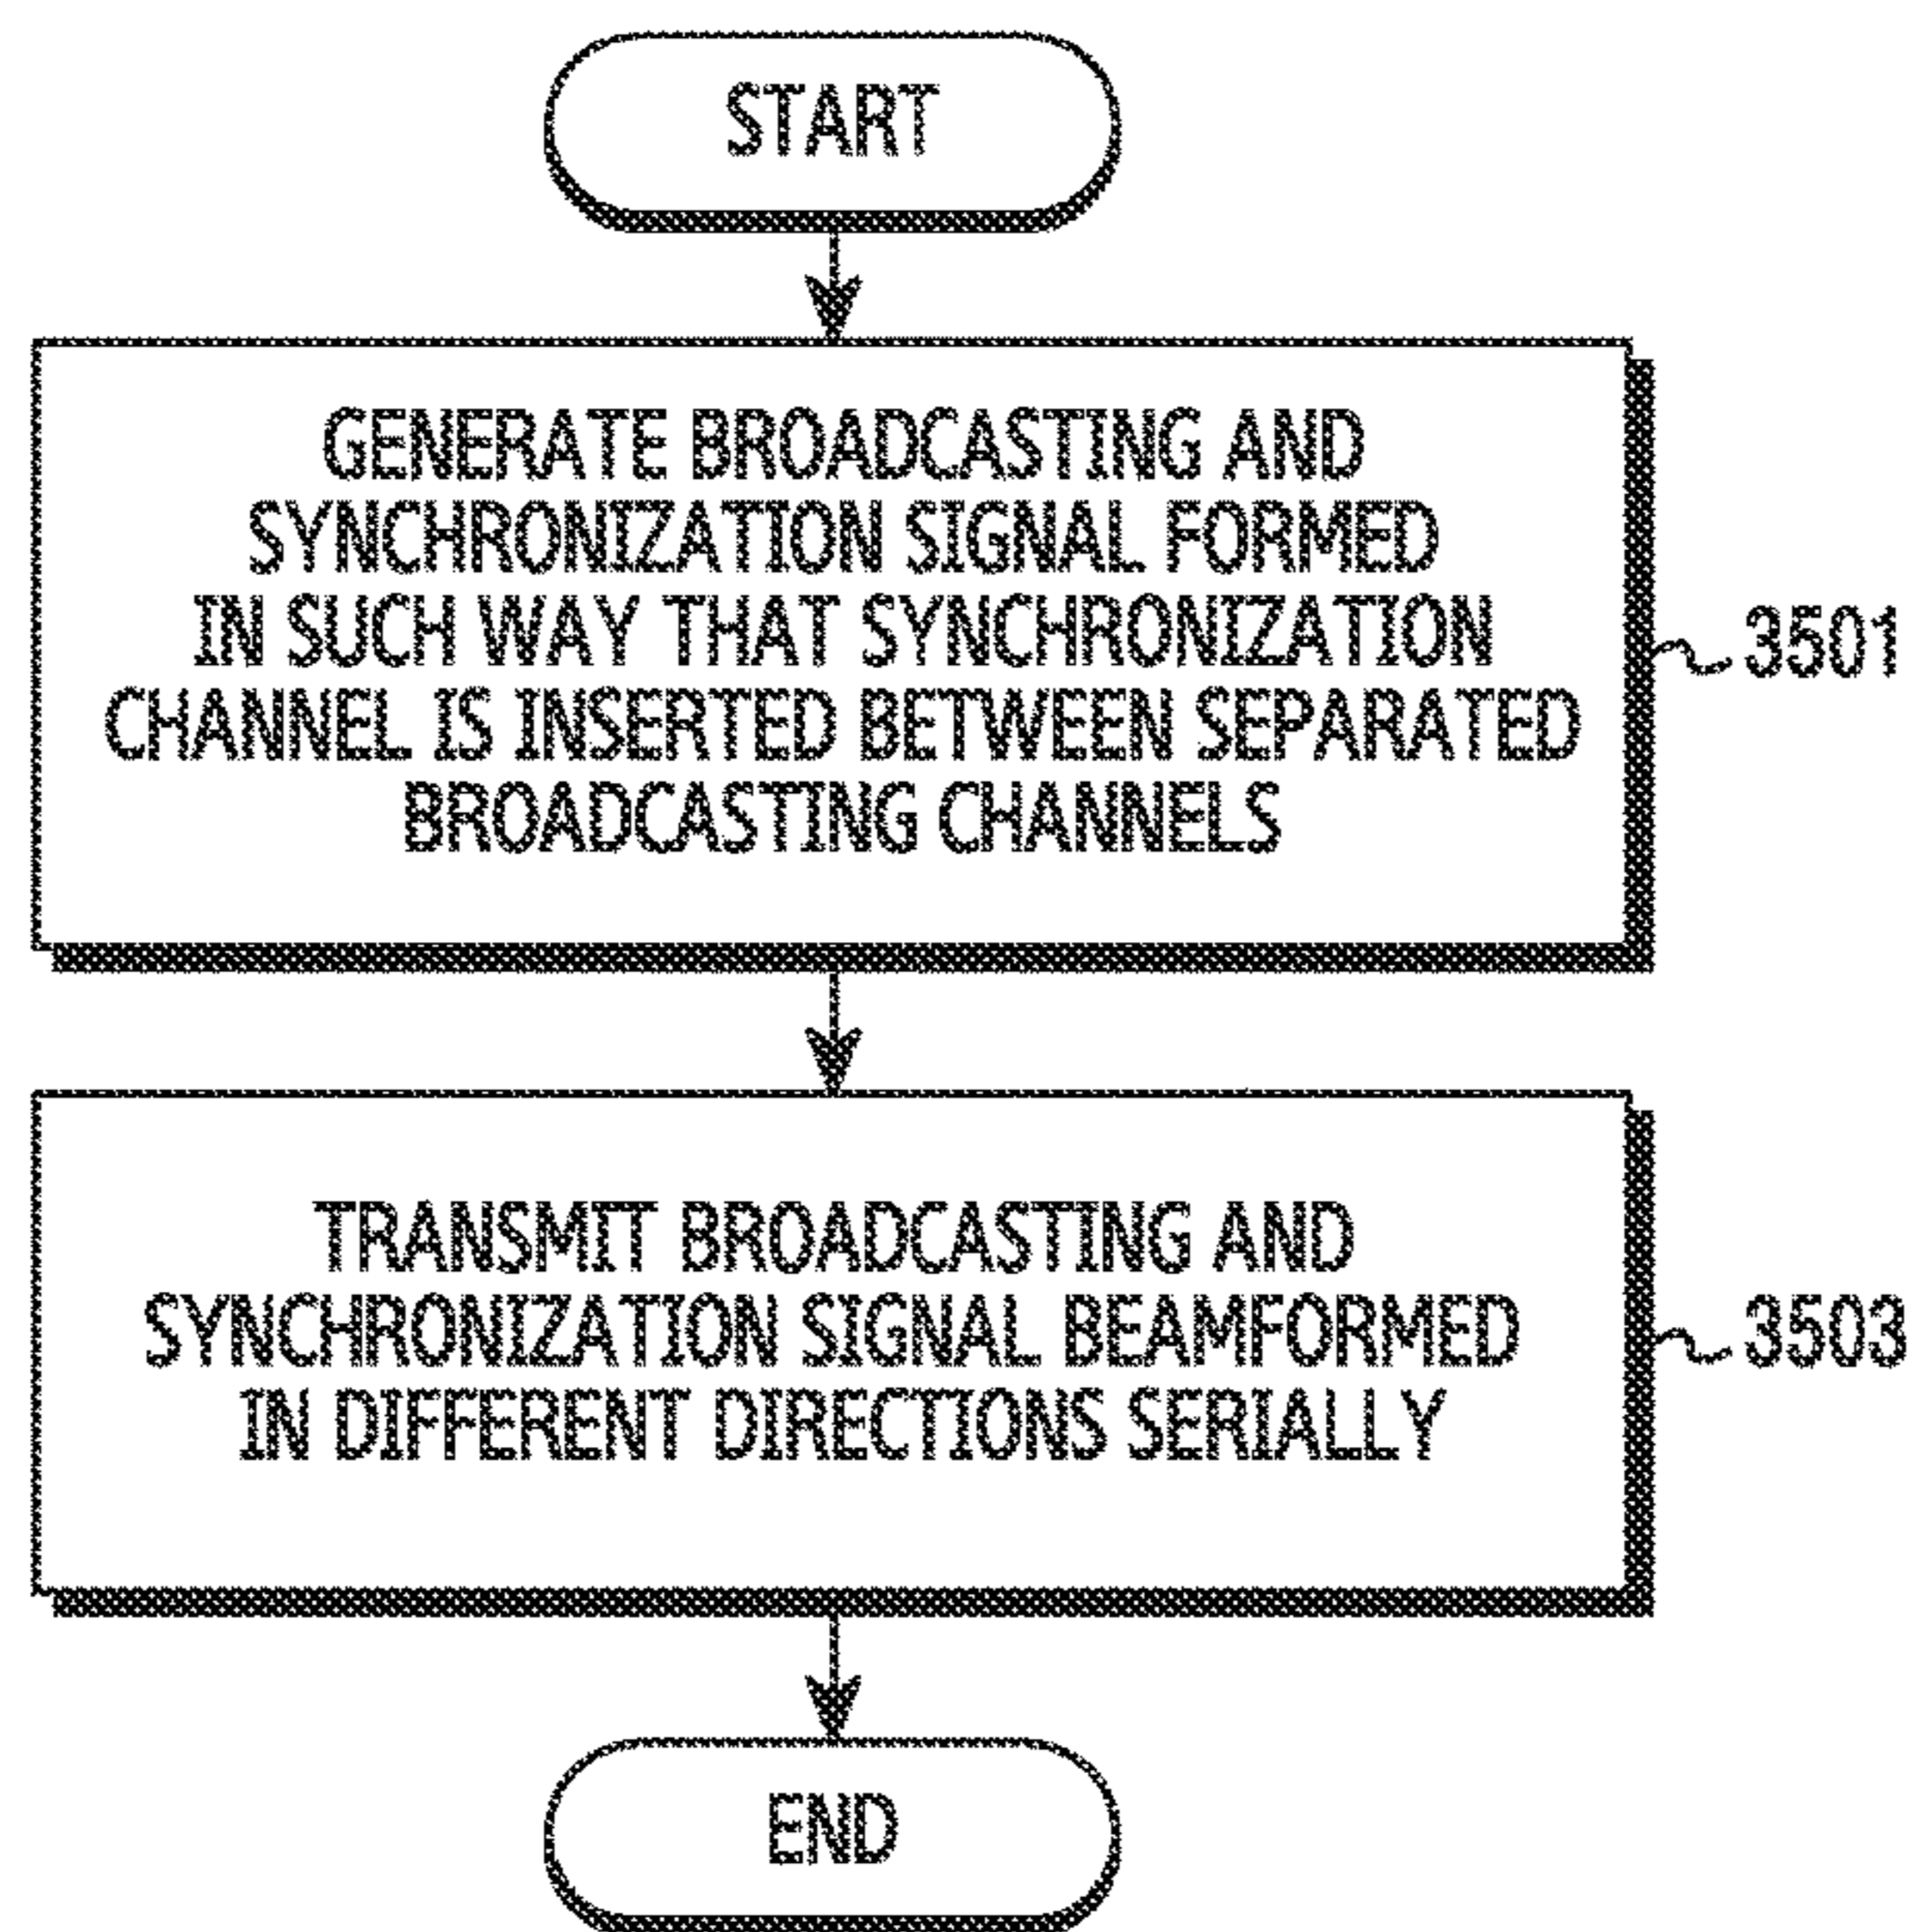 START
GENERATE BROADCASTING AND
SYNCHRONIZATION SIGNAL FORMED
IN SUCH WAY THAT SYNCHRONIZATION
CHANNEL IS INSERTED BETWEEN SEPARATED
BROADCASTING CHANNELS
3501
TRANSMIT BROADCASTING AND
SYNCHRONIZATION SIGNAL BEAMFORMED
IN DIFFERENT DIRECTIONS SERIALLY
3503
END